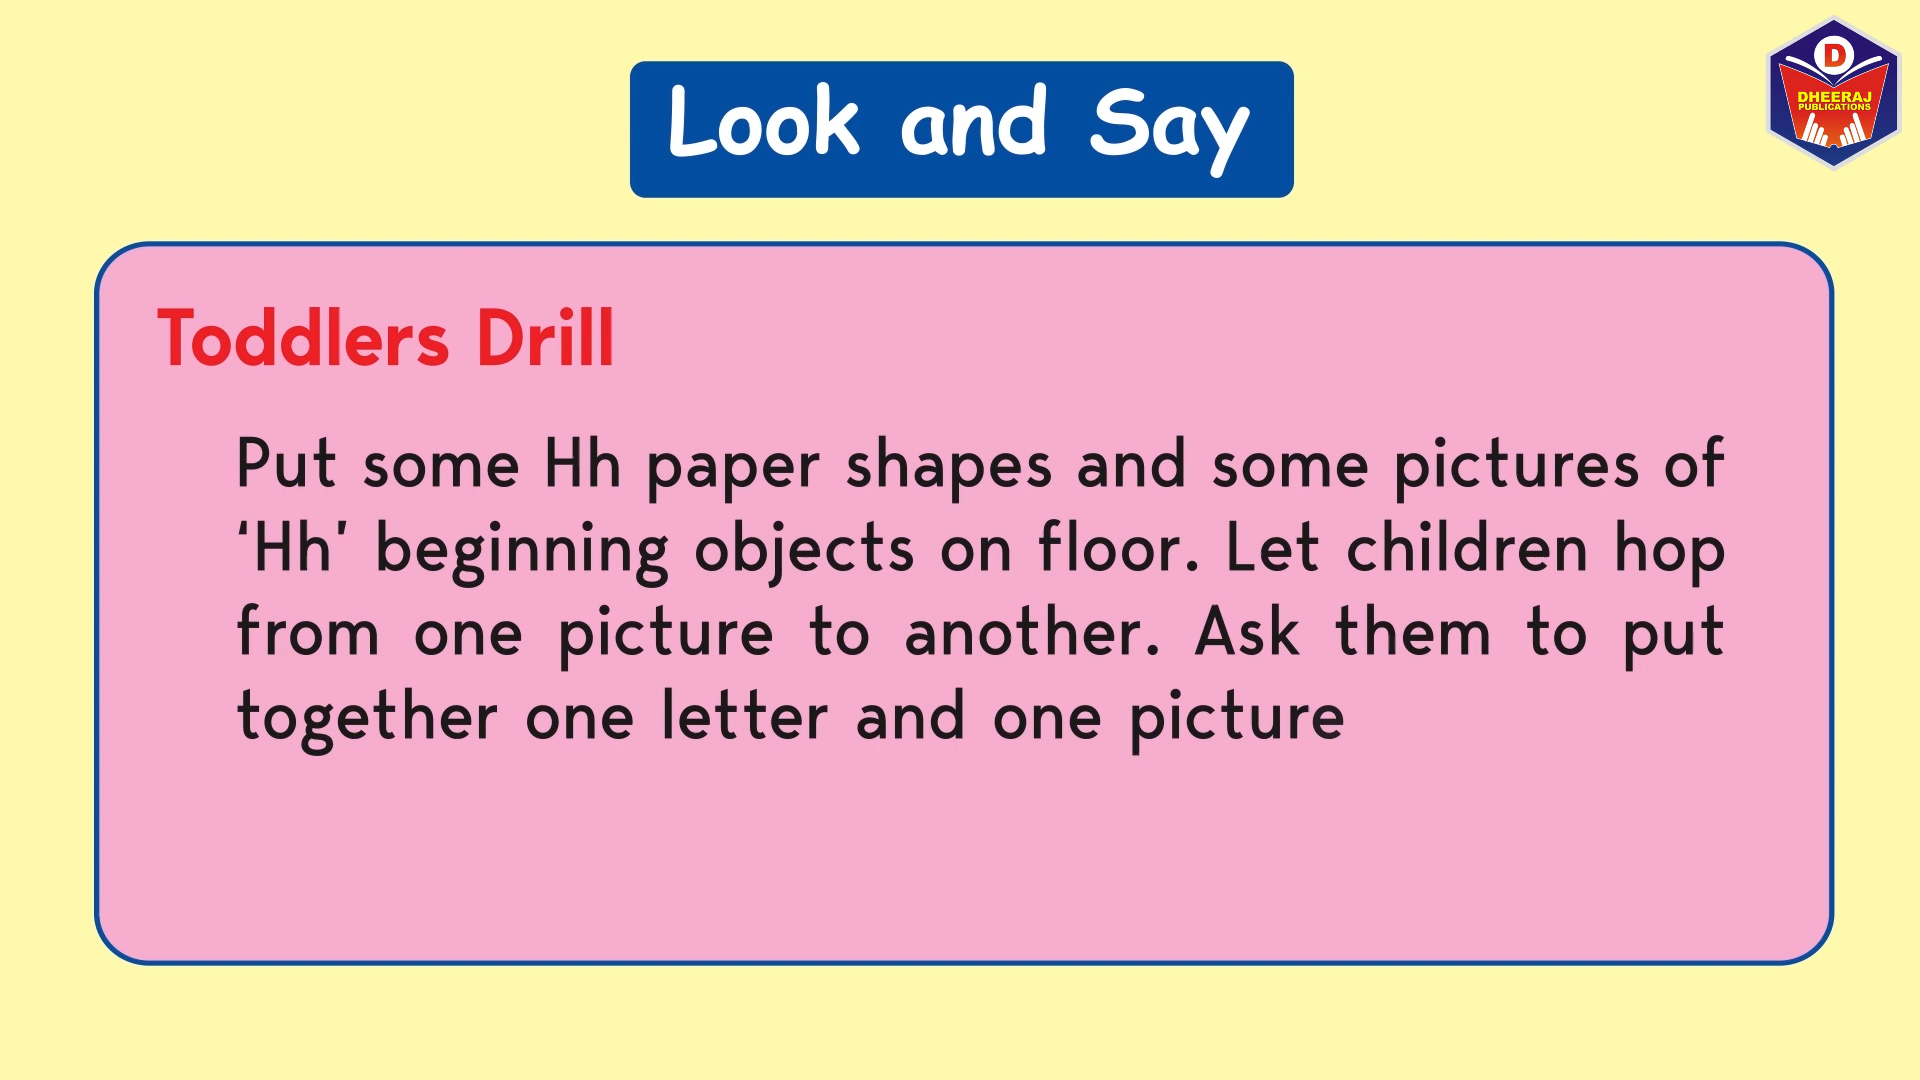 Look and Say
D
DHEERAJ
PUBLICATIONS
Toddlers Drill
Put some Hh paper shapes and some pictures of
‘Hh’ beginning objects on floor. Let children hop
from one picture to another. Ask them to put
together one letter and one picture